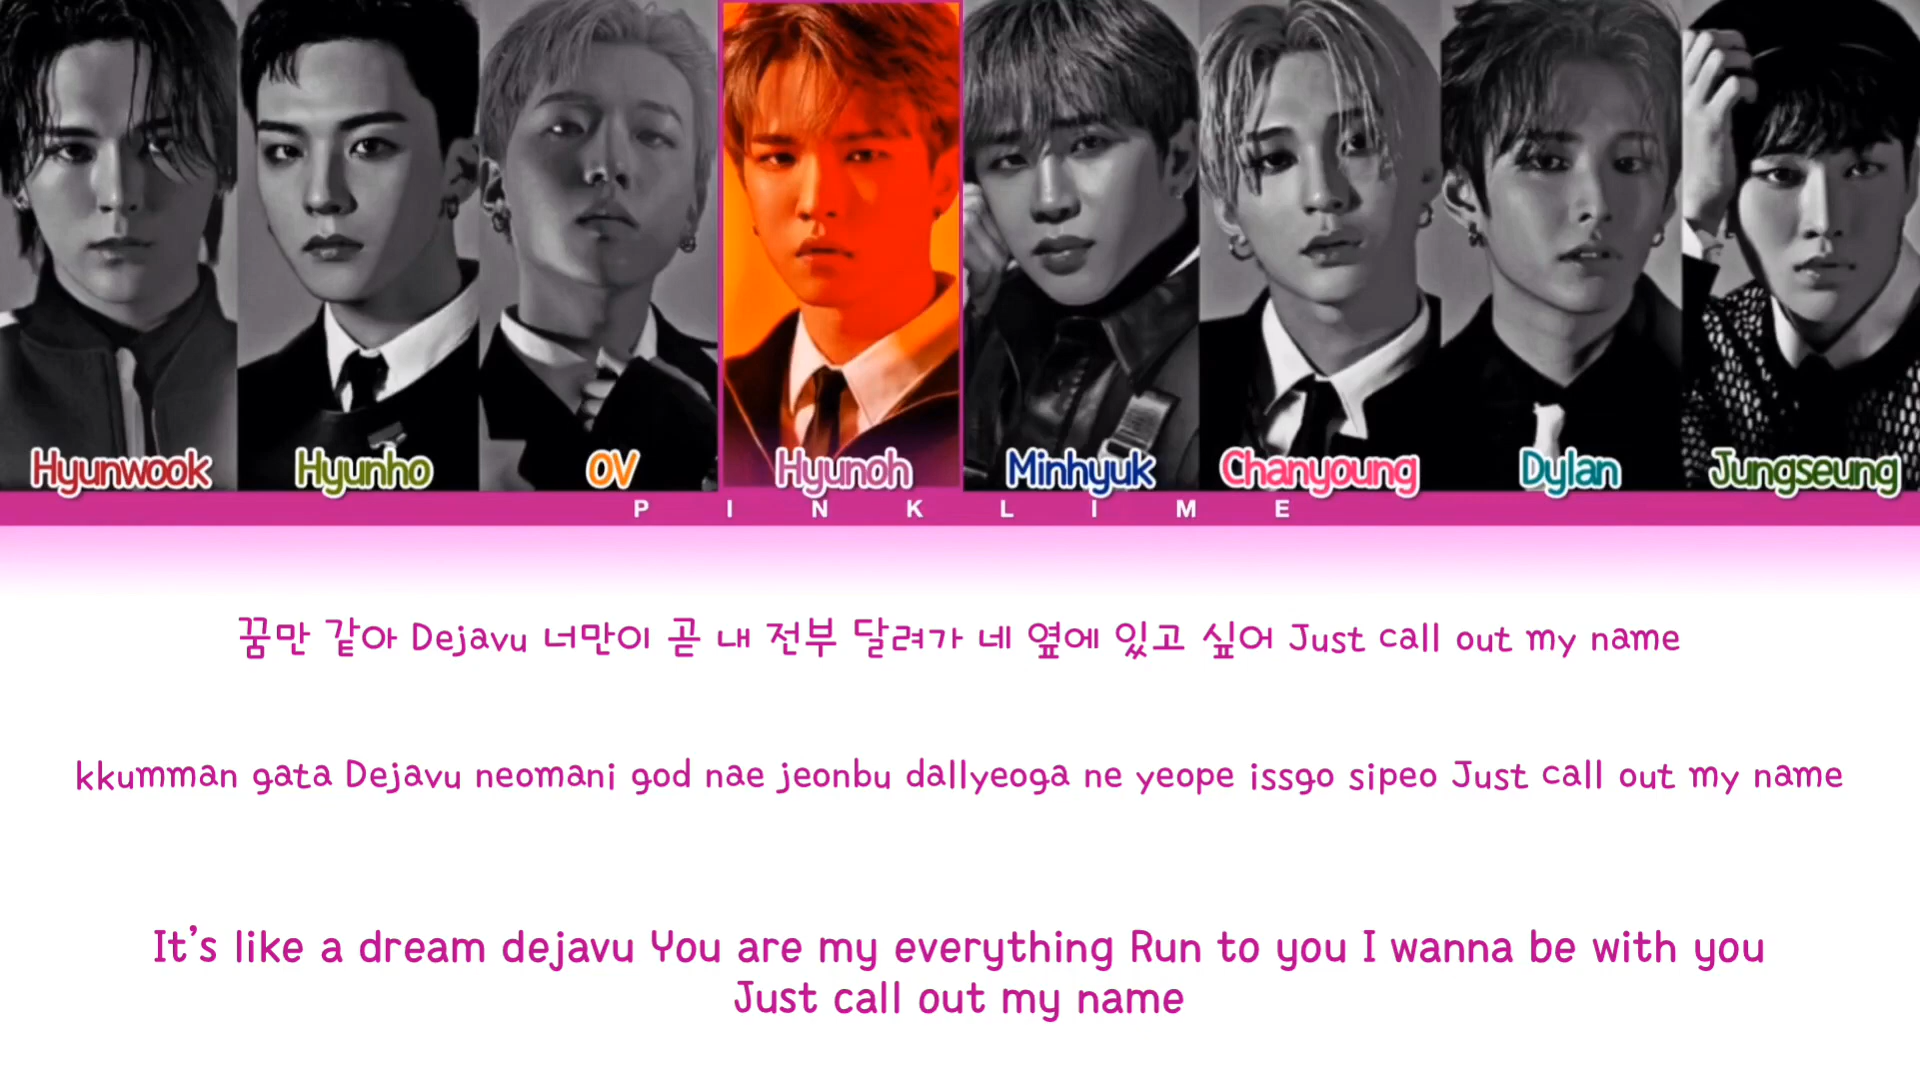 Hyunwook Hyunho OV Hyunoh Minhyuk Chanyoung Dylan Jungseung
PINKLIME
꿈만 같아 Dejavu 너만이 곧 내 전부 달려가 네 옆에 있고 싶어 Just call out my name
kkumman gata Dejavu neomani god nae jeonbu dallyeoga ne yeope issgo sipeo Just call out my name
It's like a dream dejavu You are my everything Run to you I wanna be with you
Just call out my name